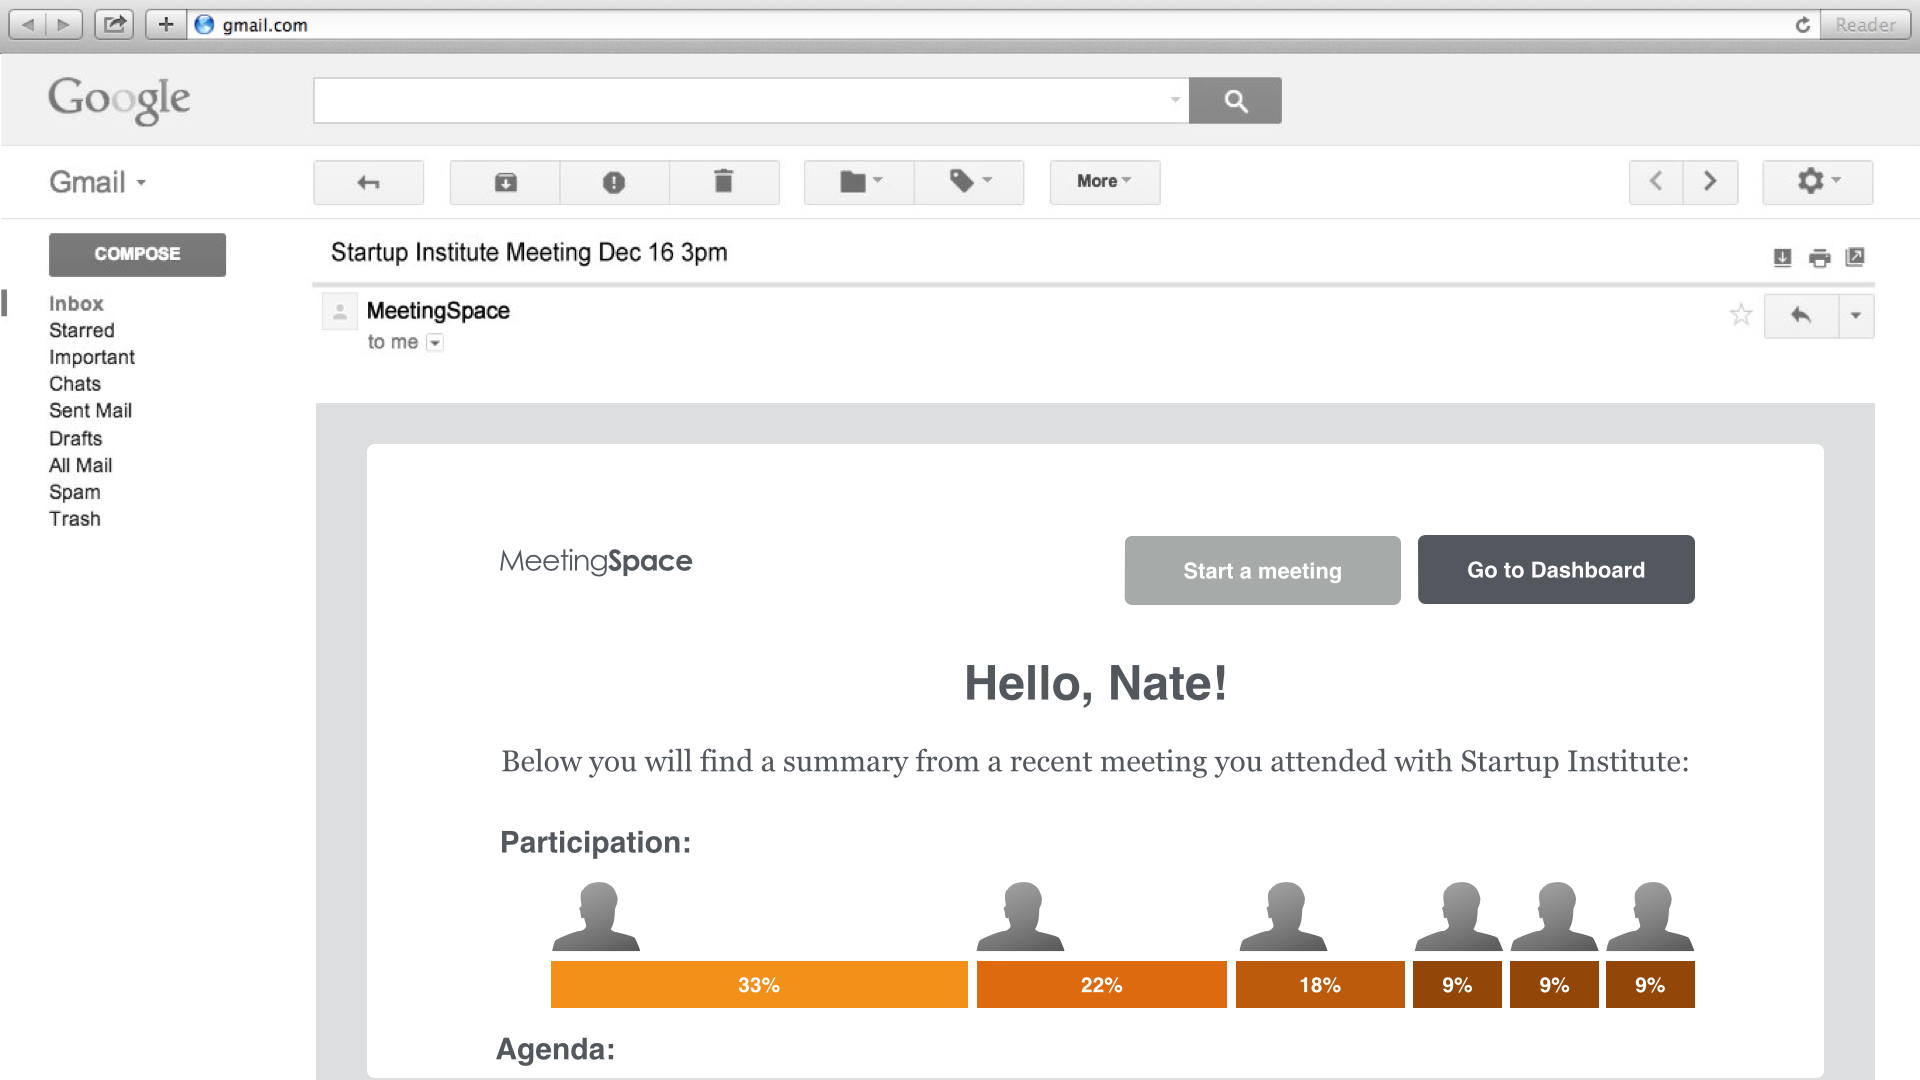 gmail.com
Reader
Google
Gmail
More
COMPOSE
Startup Institute Meeting Dec 16 3pm
Inbox
MeetingSpace
Starred
to me
Important
Chats
Sent Mail
Drafts
All Mail
Spam
Trash
MeetingSpace
Start a meeting
Go to Dashboard
Hello, Nate!
Below you will find a summary from a recent meeting you attended with Startup Institute:
Participation:
33% 22% 18% 9% 9% 9%
Agenda: